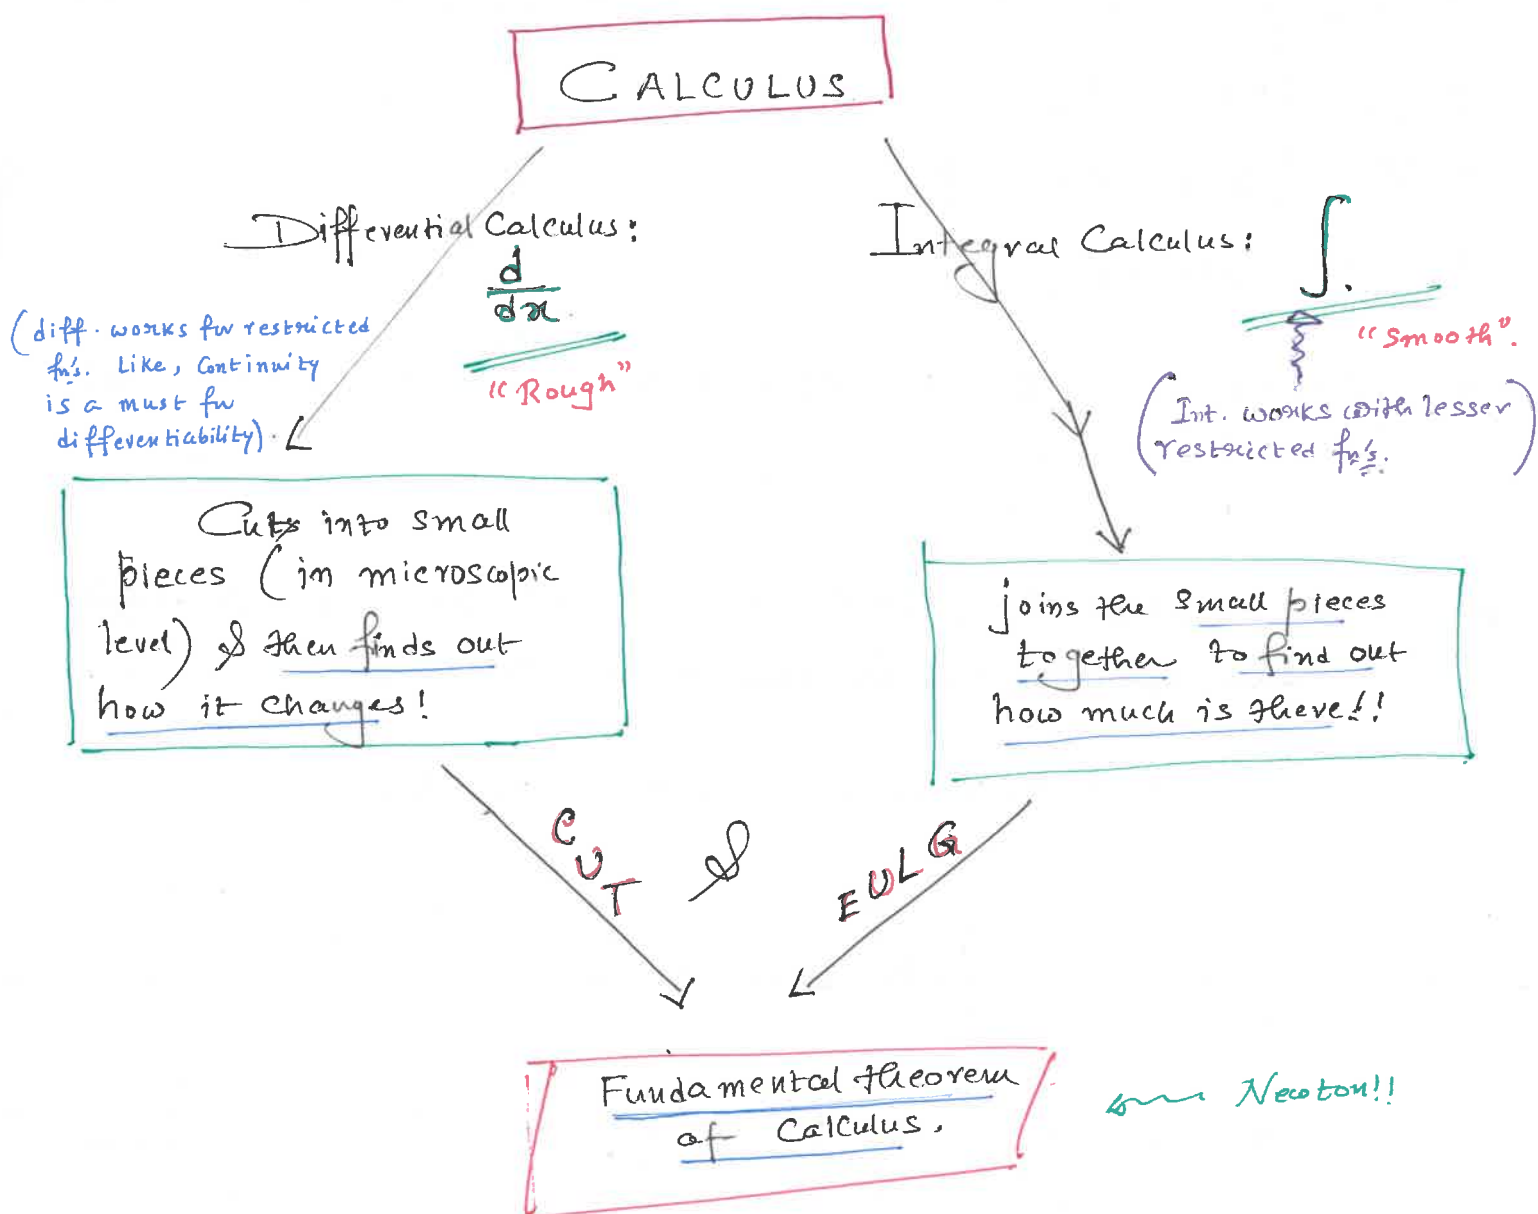 CALCULUS
Differential Calculus:
d
dx
"Rough"
(diff. works for restricted
fn's. Like, Continuity
is a must for
differentiability).
Integral Calculus:
∫.
"Smooth".
(Int. works with lesser
restricted fn's.)
Cuts into small
pieces (in microscopic
level) & then finds out
how it changes!
joins the small pieces
together to find out
how much is there!!
CUT & EULG
Fundamental theorem
of Calculus.
Newton!!